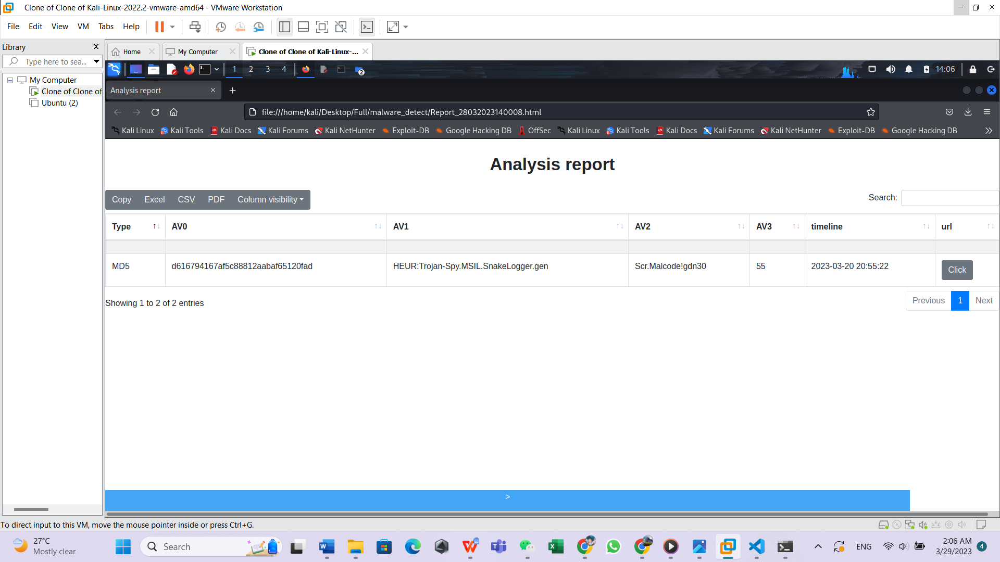 Clone of Clone of Kali-Linux-2022.2-vmware-amd64 - VMware Workstation
File Edit View VM Tabs Help
Library
Type here to sea...
My Computer
Clone of Clone of
Ubuntu (2)
Home My Computer Clone of Clone of Kali-Linux-...
1 2 3 4 2 14:06
Analysis report
file:///home/kali/Desktop/Full/malware_detect/Report_28032023140008.html
Kali Linux Kali Tools Kali Docs Kali Forums Kali NetHunter Exploit-DB Google Hacking DB OffSec Kali Linux Kali Tools Kali Docs Kali Forums Kali NetHunter Exploit-DB Google Hacking DB
Analysis report
Copy Excel CSV PDF Column visibility Search:
Type AV0 AV1 AV2 AV3 timeline url
MD5 d616794167af5c88812aabaf65120fad HEUR:Trojan-Spy.MSIL.SnakeLogger.gen Scr.Malcode!gdn30 55 2023-03-20 20:55:22 Click
Showing 1 to 2 of 2 entries Previous 1 Next
>
To direct input to this VM, move the mouse pointer inside or press Ctrl+G.
27°C
Mostly clear
Search
ENG
2:06 AM
3/29/2023
4